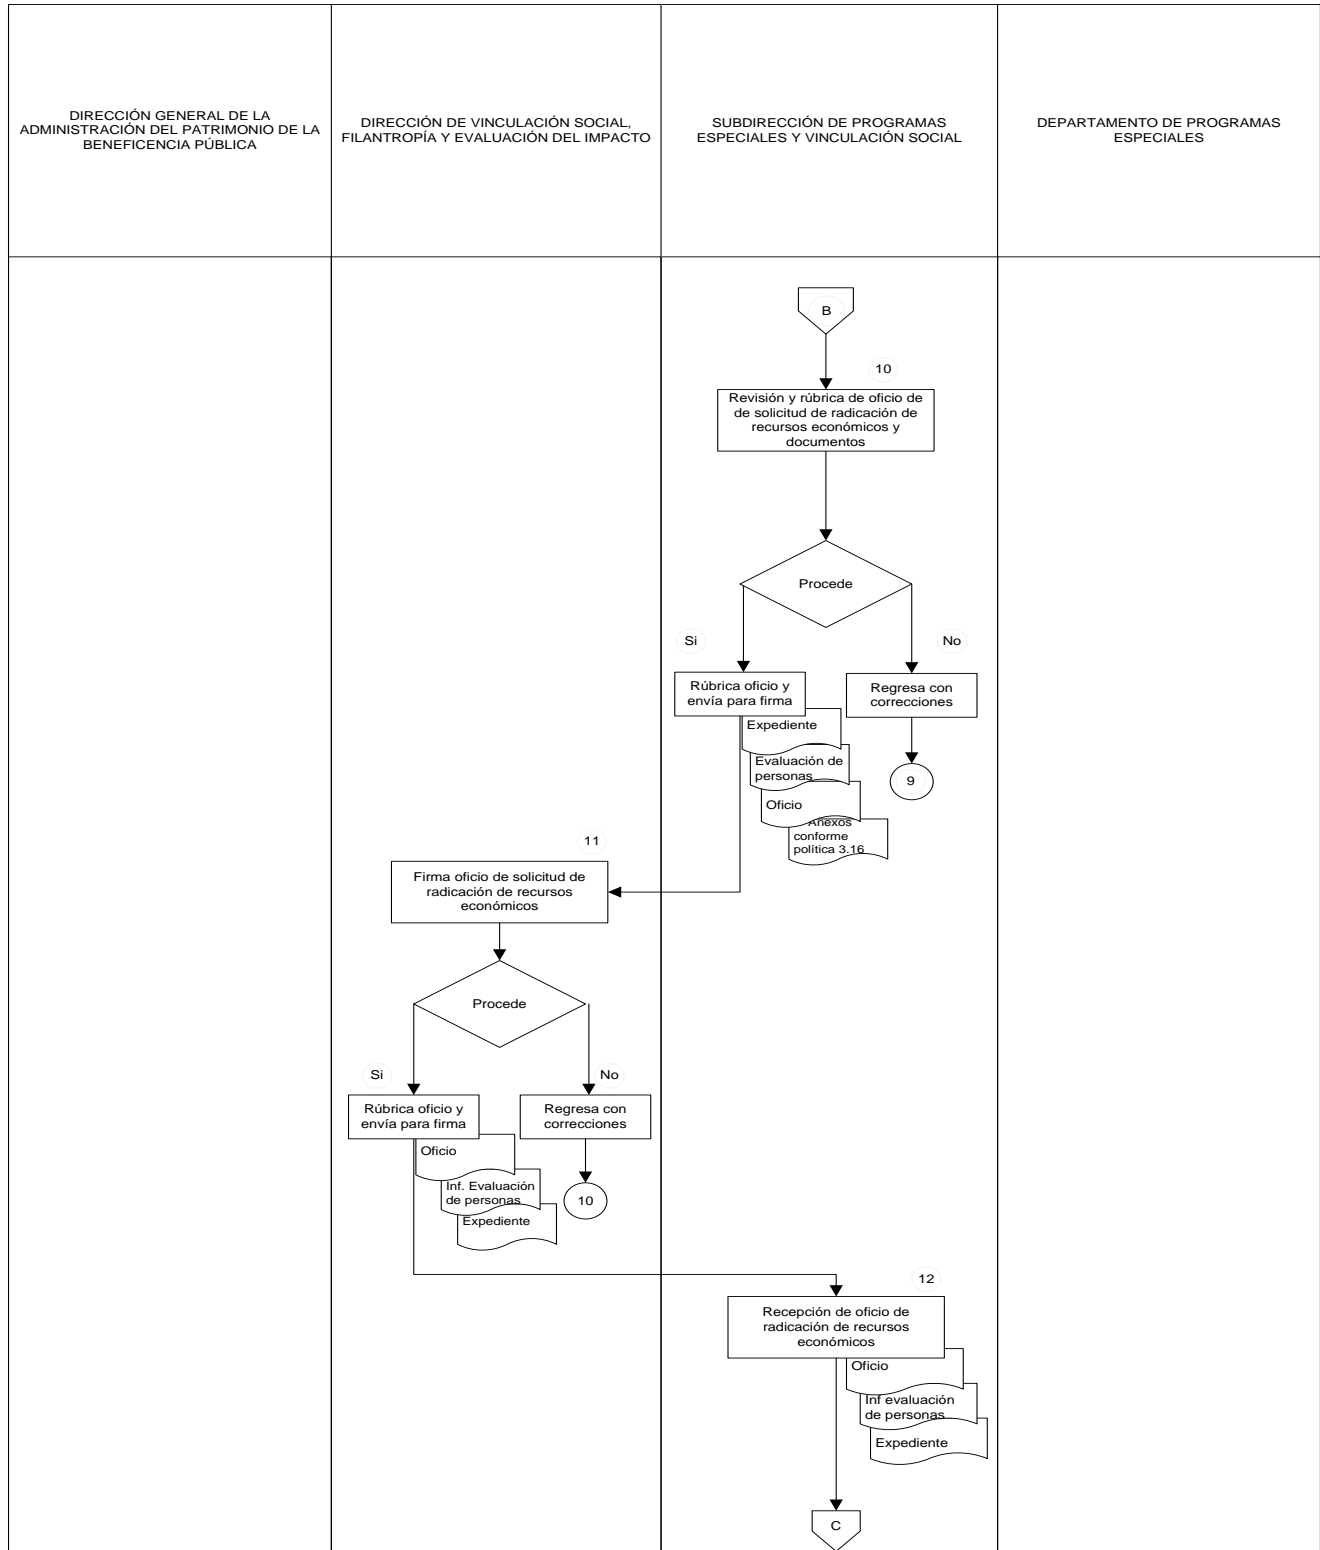 DIRECCIÓN GENERAL DE LA
ADMINISTRACIÓN DEL PATRIMONIO DE LA
BENEFICENCIA PÚBLICA
DIRECCIÓN DE VINCULACIÓN SOCIAL,
FILANTROPÍA Y EVALUACIÓN DEL IMPACTO
SUBDIRECCIÓN DE PROGRAMAS
ESPECIALES Y VINCULACIÓN SOCIAL
DEPARTAMENTO DE PROGRAMAS
ESPECIALES
B
10
Revisión y rúbrica de oficio de
de solicitud de radicación de
recursos económicos y
documentos
Procede
Si
No
Rúbrica oficio y
envía para firma
Regresa con
correcciones
Expediente
Evaluación de
personas
9
Oficio
Anexos
conforme
política 3.16
11
Firma oficio de solicitud de
radicación de recursos
económicos
Procede
Si
No
Rúbrica oficio y
envía para firma
Regresa con
correcciones
Oficio
Inf. Evaluación
de personas
10
Expediente
12
Recepción de oficio de
radicación de recursos
económicos
Oficio
Inf evaluación
de personas
Expediente
C